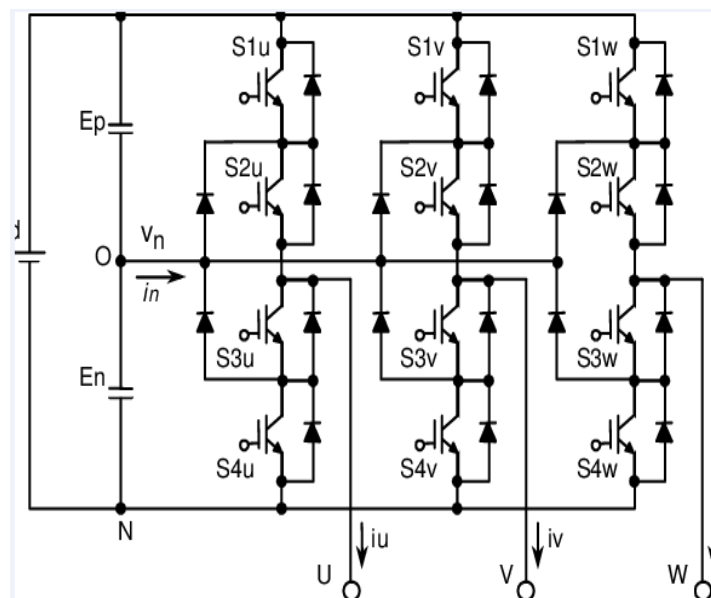 S1u S1v S1w
Ep
S2u S2v S2w
d vn
O
in
En S3u S3v S3w
S4u S4v S4w
N
iu iv
U V W